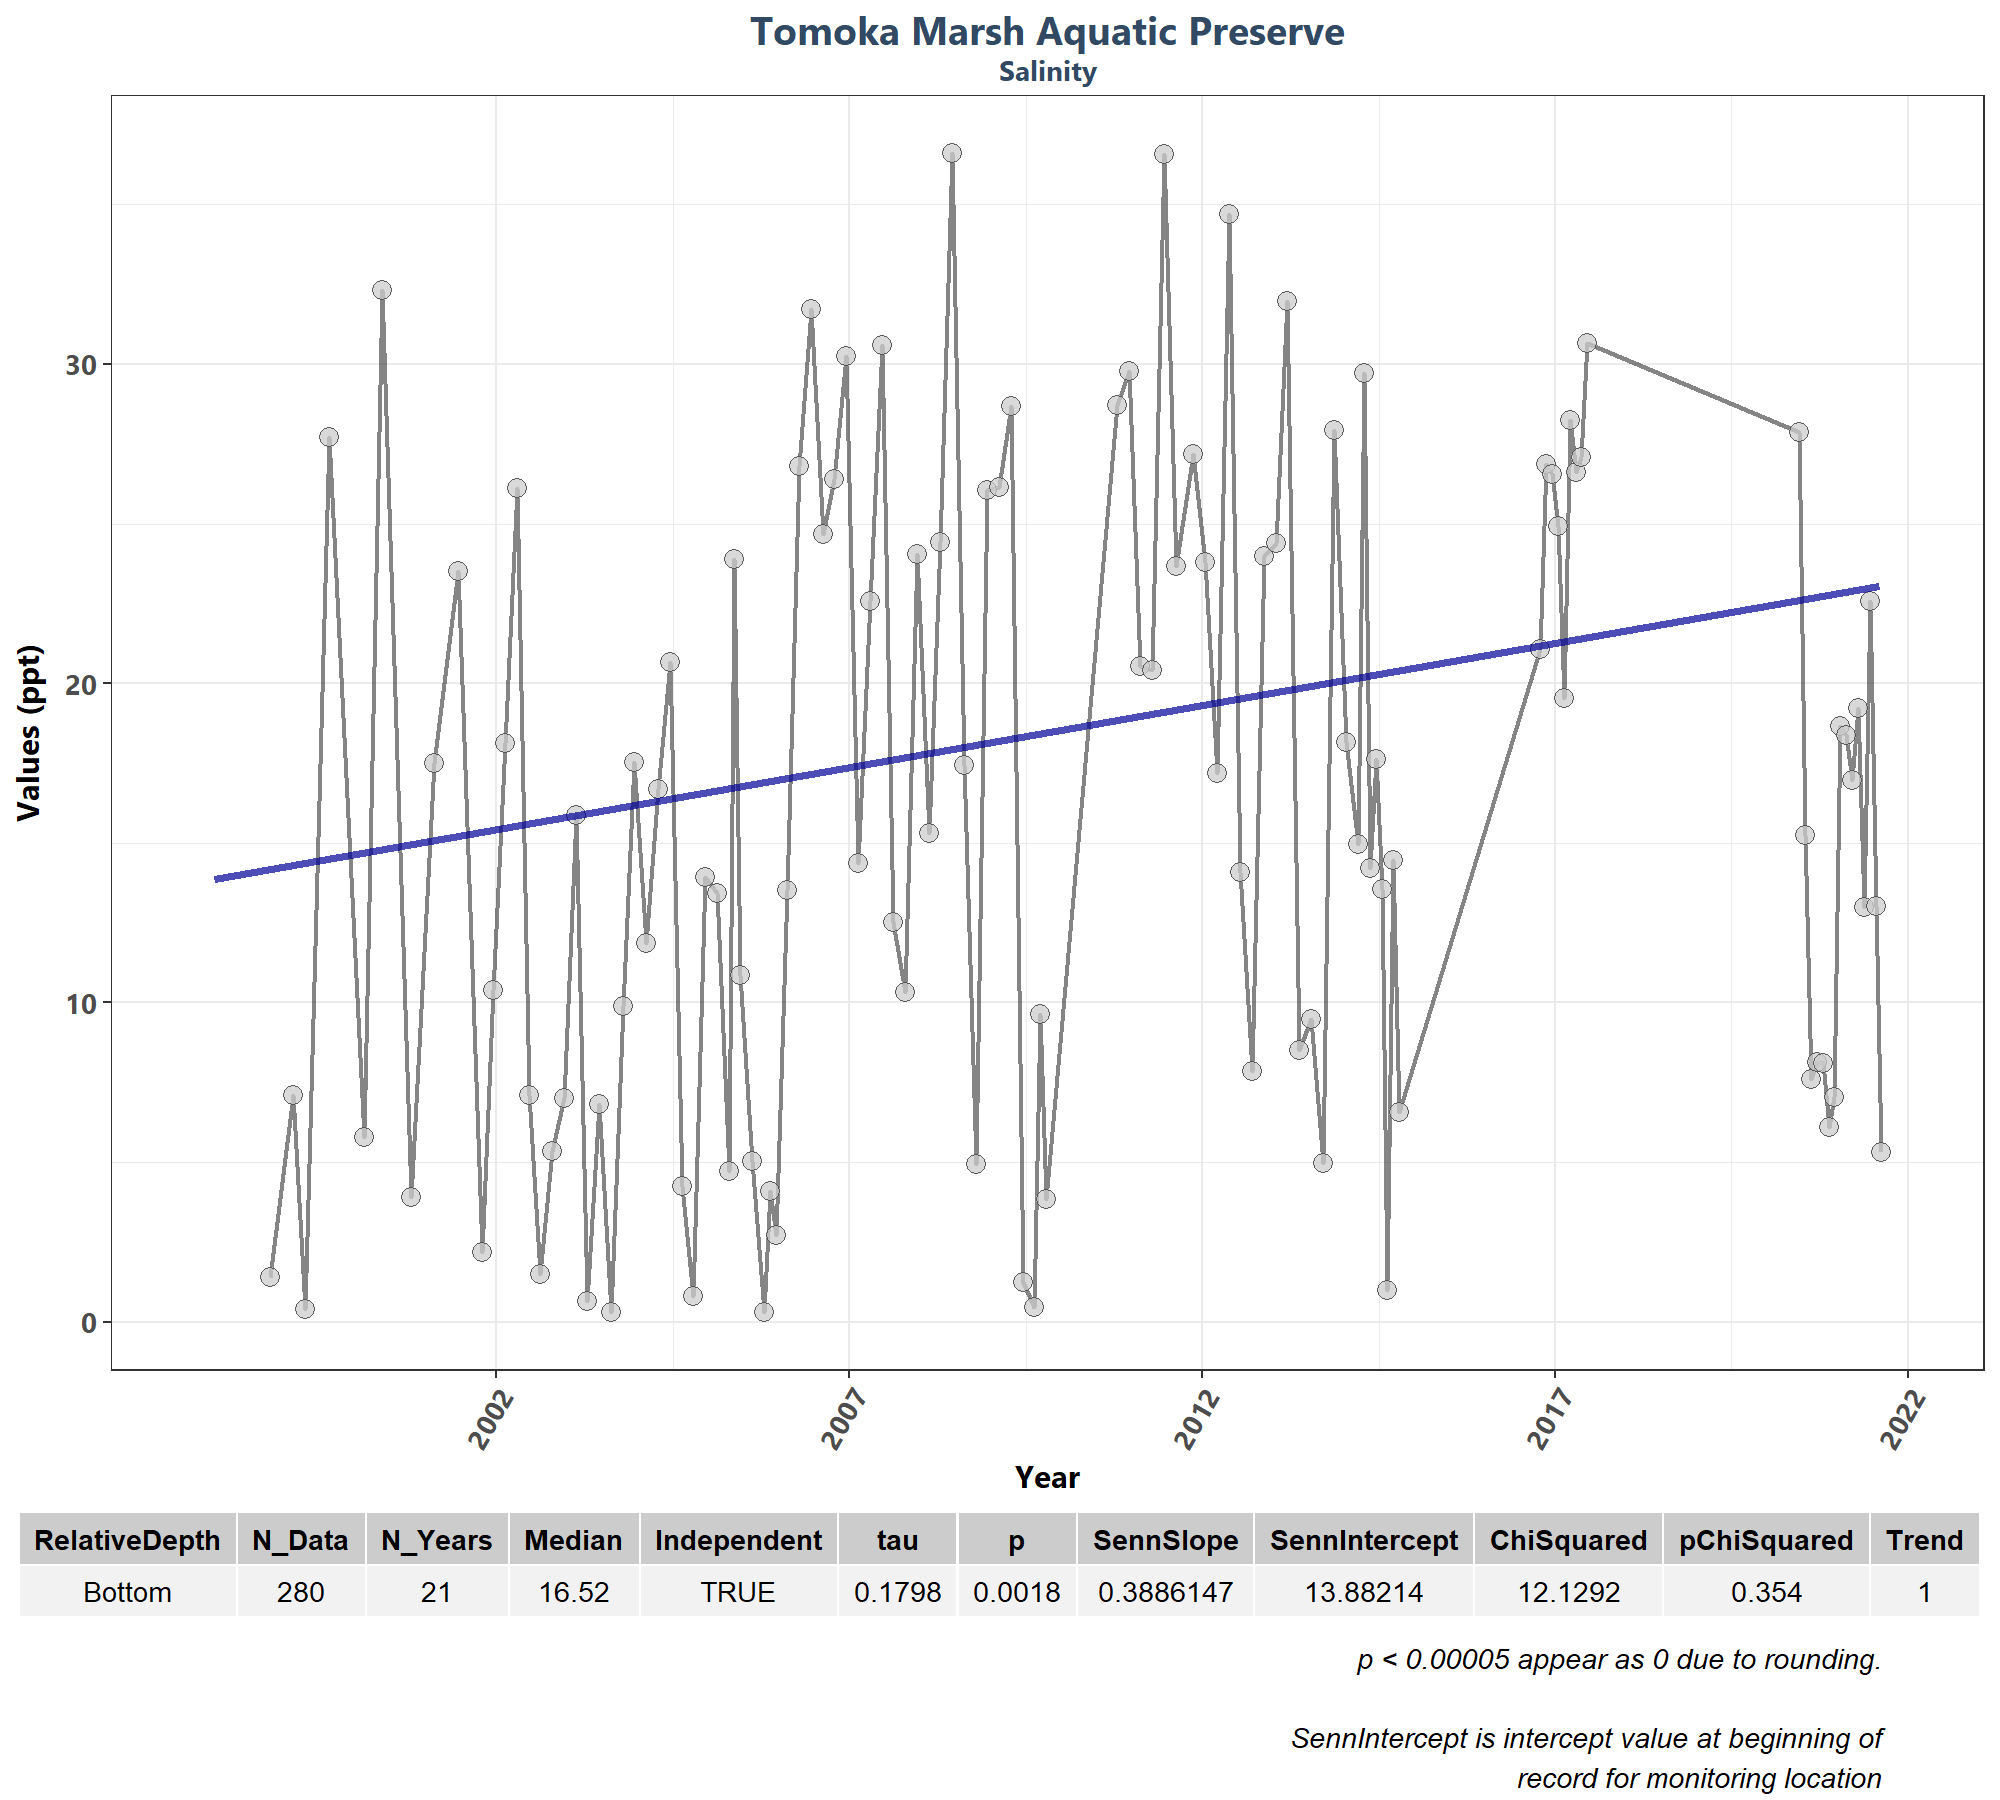 Tomoka Marsh Aquatic Preserve
Salinity
Values (ppt)
30
20
10
0
2002 2007 2012 2017 2022
Year
RelativeDepth N_Data N_Years Median Independent tau p SennSlope SennIntercept ChiSquared pChiSquared Trend
Bottom 280 21 16.52 TRUE 0.1798 0.0018 0.3886147 13.88214 12.1292 0.354 1
p < 0.00005 appear as 0 due to rounding.
SennIntercept is intercept value at beginning of
record for monitoring location